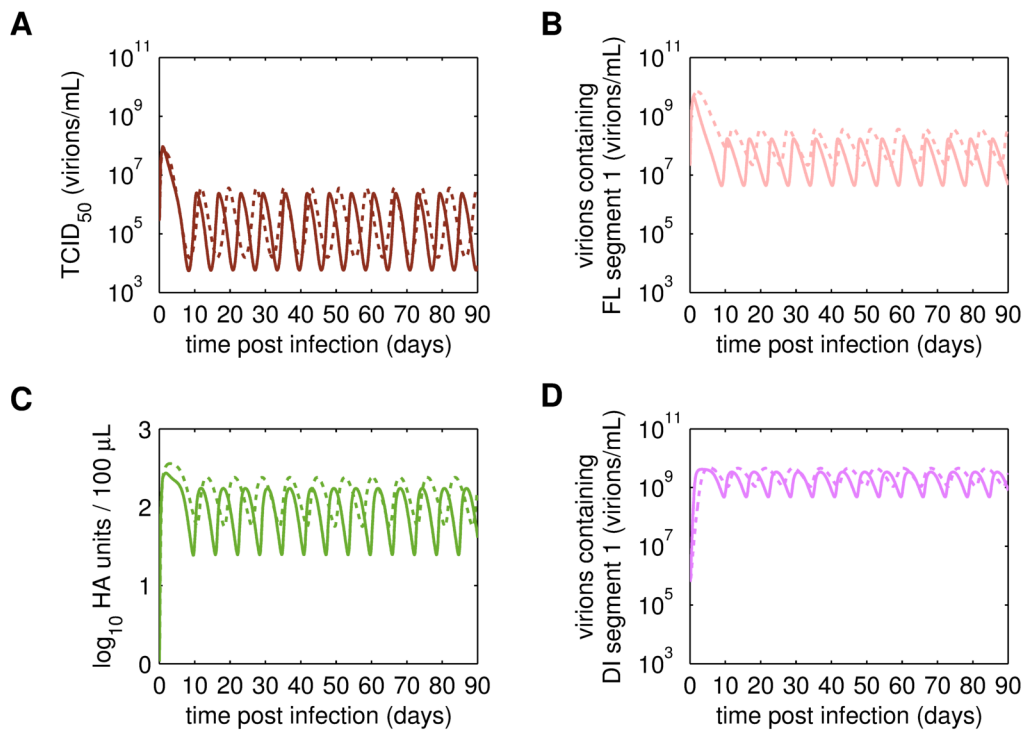 A
TCID50 (virions/mL)
10^11
10^9
10^7
10^5
10^3
0 10 20 30 40 50 60 70 80 90
time post infection (days)
B
virions containing
FL segment 1 (virions/mL)
10^11
10^9
10^7
10^5
10^3
0 10 20 30 40 50 60 70 80 90
time post infection (days)
C
log10 HA units / 100 μL
3
2
1
0
0 10 20 30 40 50 60 70 80 90
time post infection (days)
D
virions containing
DI segment 1 (virions/mL)
10^11
10^9
10^7
10^5
10^3
0 10 20 30 40 50 60 70 80 90
time post infection (days)